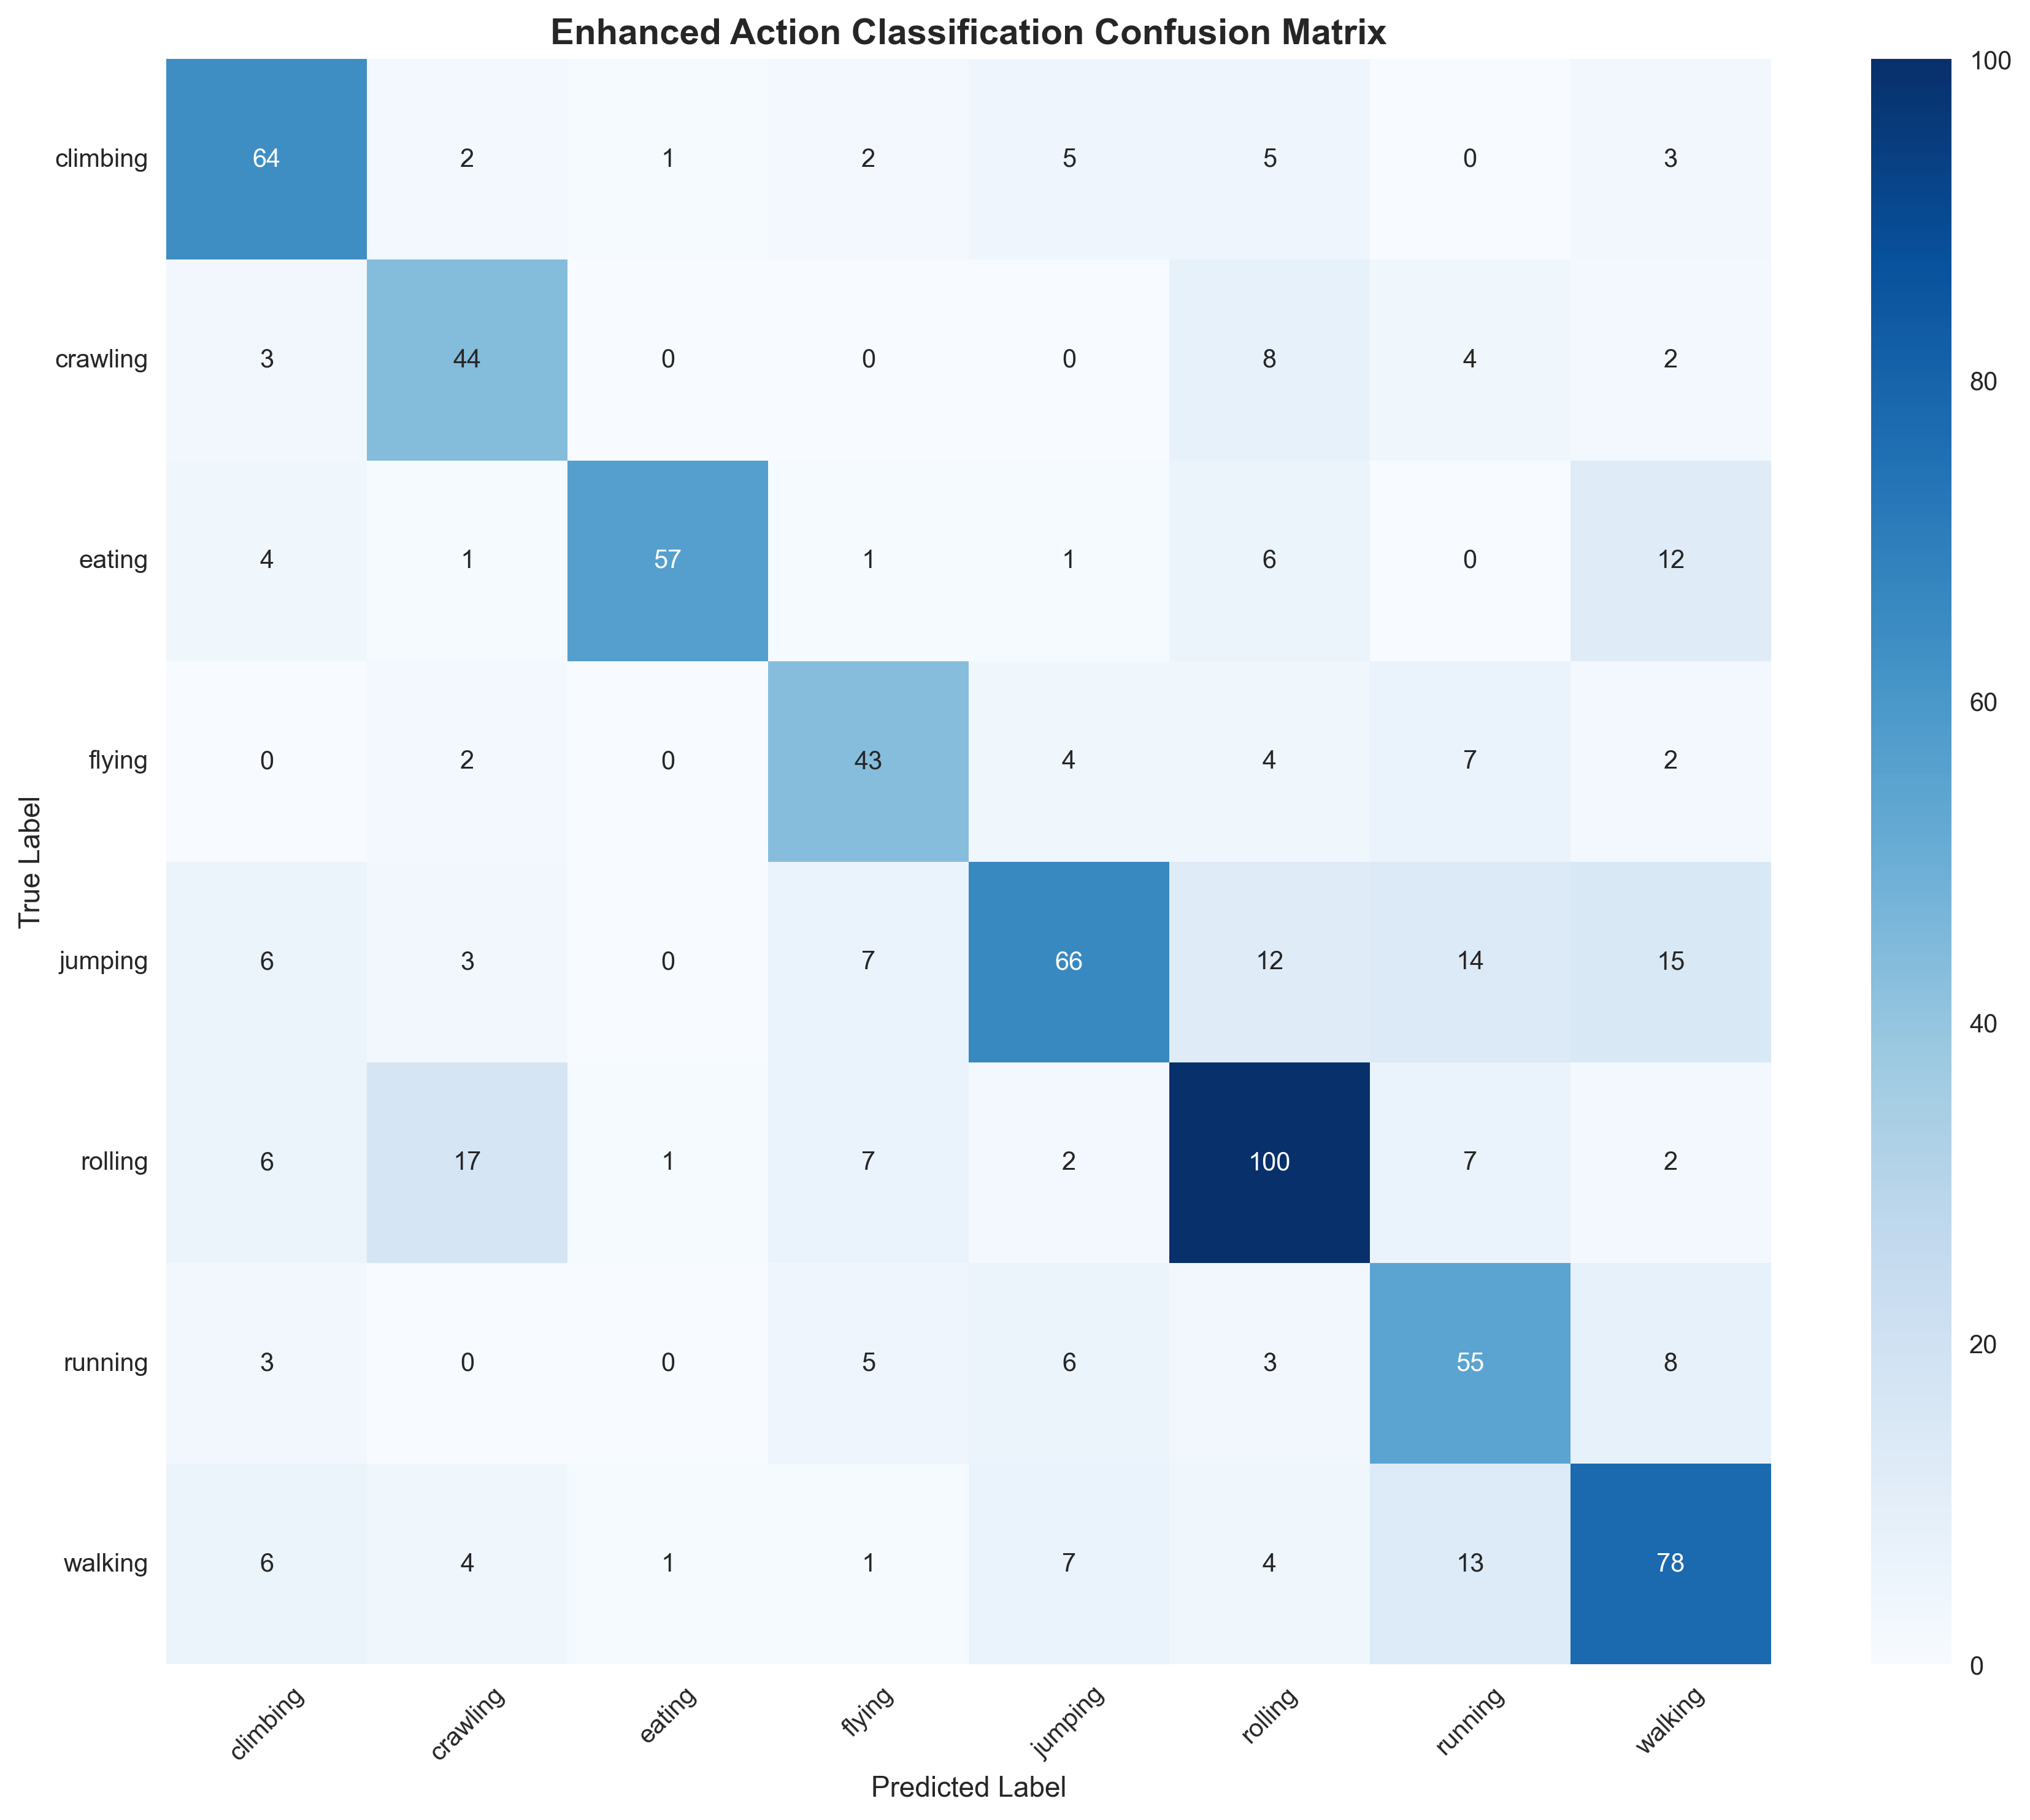 Enhanced Action Classification Confusion Matrix
climbing 64 2 1 2 5 5 0 3
crawling 3 44 0 0 0 8 4 2
eating 4 1 57 1 1 6 0 12
flying 0 2 0 43 4 4 7 2
jumping 6 3 0 7 66 12 14 15
rolling 6 17 1 7 2 100 7 2
running 3 0 0 5 6 3 55 8
walking 6 4 1 1 7 4 13 78
True Label
climbing crawling eating flying jumping rolling running walking
Predicted Label
100
80
60
40
20
0